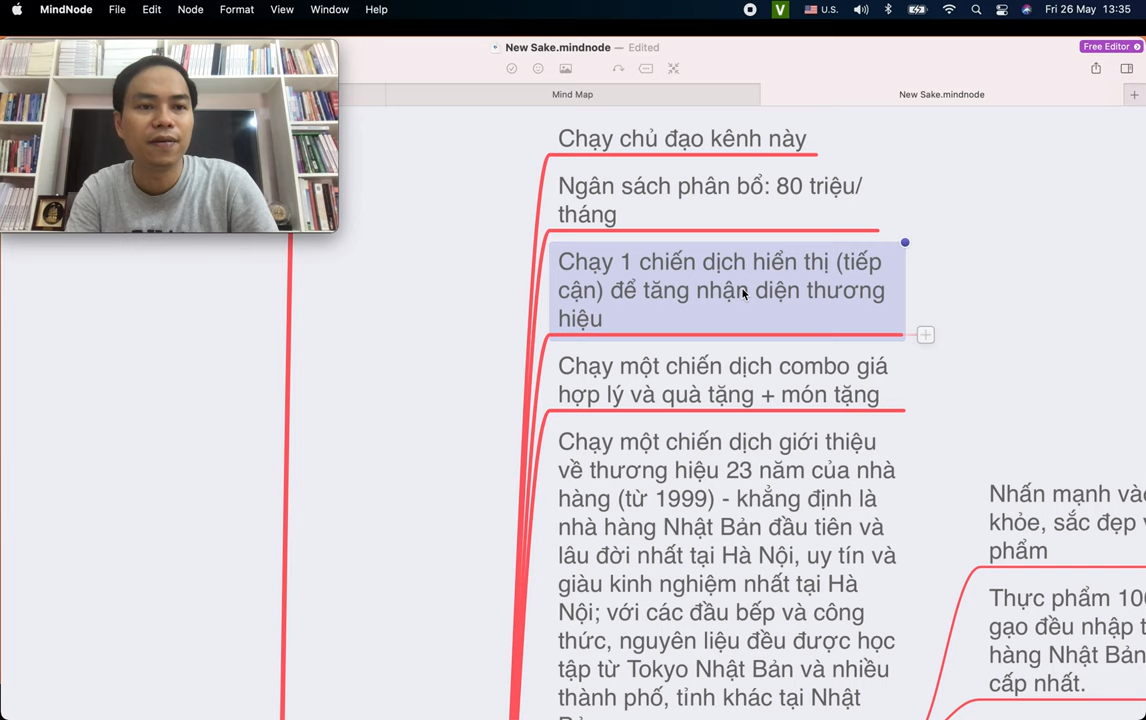 MindNode File Edit Node Format View Window Help
V U.S. Fri 26 May 13:35
New Sake.mindnode — Edited
Free Editor
Mind Map
New Sake.mindnode
Chạy chủ đạo kênh này
Ngân sách phân bổ: 80 triệu/
tháng
Chạy 1 chiến dịch hiển thị (tiếp
cận) để tăng nhận diện thương
hiệu
Chạy một chiến dịch combo giá
hợp lý và quà tặng + món tặng
Chạy một chiến dịch giới thiệu
về thương hiệu 23 năm của nhà
hàng (từ 1999) - khẳng định là
nhà hàng Nhật Bản đầu tiên và
lâu đời nhất tại Hà Nội, uy tín và
giàu kinh nghiệm nhất tại Hà
Nội; với các đầu bếp và công
thức, nguyên liệu đều được học
tập từ Tokyo Nhật Bản và nhiều
thành phố, tỉnh khác tại Nhật
Nhấn mạnh
khỏe, sắc đẹp
phẩm
Thực phẩm
gạo đều nhập
hàng Nhật Bản
cấp nhất.